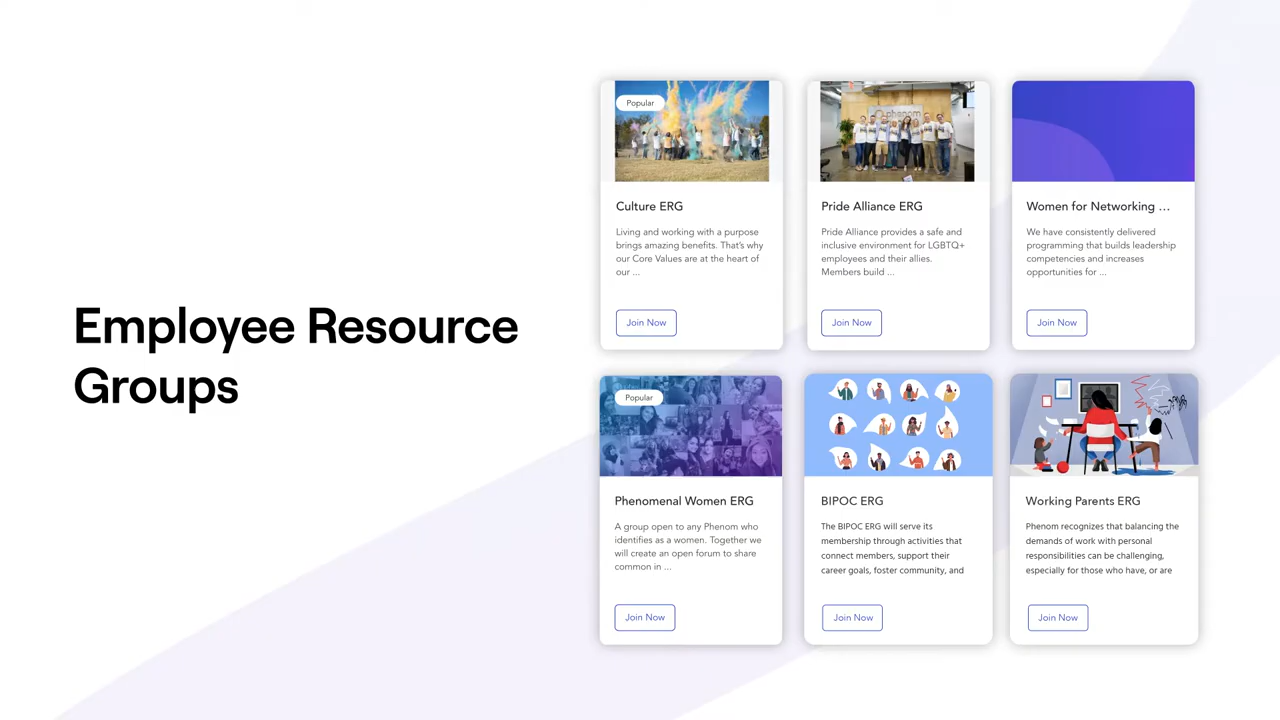 Employee Resource
Groups
Popular
Culture ERG
Living and working with a purpose
brings amazing benefits. That's why
our Core Values are at the heart of
our ...
Join Now
phenom
Pride Alliance ERG
Pride Alliance provides a safe and
inclusive environment for LGBTQ+
employees and their allies.
Members build ...
Join Now
Women for Networking ...
We have consistently delivered
programming that builds leadership
competencies and increases
opportunities for ...
Join Now
Popular
Phenomenal Women ERG
A group open to any Phenom who
identifies as a women. Together we
will create an open forum to share
common in ...
Join Now
BIPOC ERG
The BIPOC ERG will serve its
membership through activities that
connect members, support their
career goals, foster community, and
Join Now
Working Parents ERG
Phenom recognizes that balancing the
demands of work with personal
responsibilities can be challenging,
especially for those who have, or are
Join Now